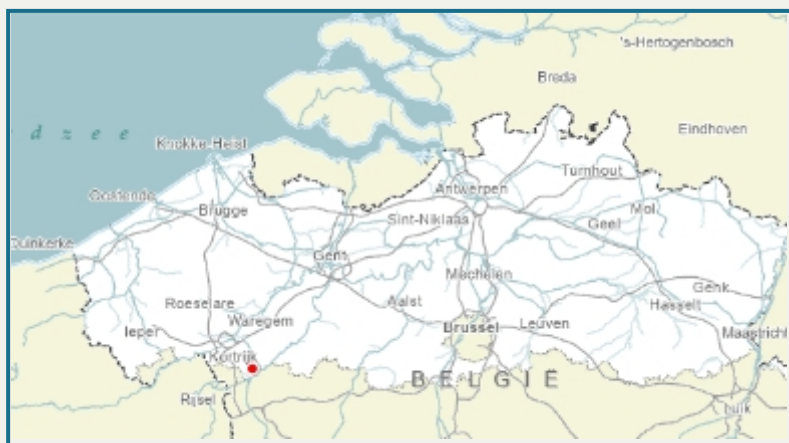 's-Hertogenbosch
Breda
d z e e
Eindhoven
Knokke-Heist
Turnhout
Antwerpen
Oostende
Brugge
Mol
Sint-Niklaas
Geel
Duinkerke
Gent
Mechelen
Genk
Roeselare
Aalst
Hasselt
Waregem
Ieper
Brussel
Leuven
Maastricht
Kortrijk
BELGIË
Rijsel
Luik